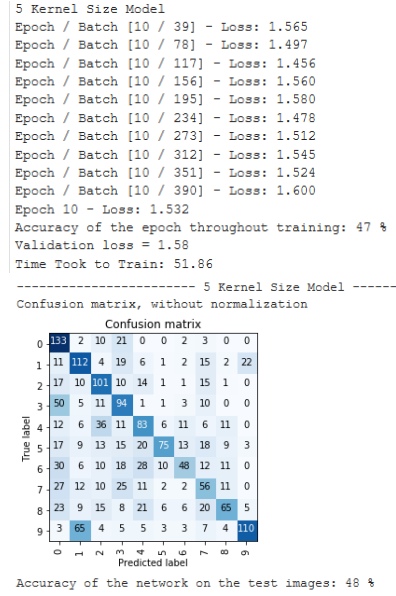 5 Kernel Size Model
Epoch / Batch [10 / 39] - Loss: 1.565
Epoch / Batch [10 / 78] - Loss: 1.497
Epoch / Batch [10 / 117] - Loss: 1.456
Epoch / Batch [10 / 156] - Loss: 1.560
Epoch / Batch [10 / 195] - Loss: 1.580
Epoch / Batch [10 / 234] - Loss: 1.478
Epoch / Batch [10 / 273] - Loss: 1.512
Epoch / Batch [10 / 312] - Loss: 1.545
Epoch / Batch [10 / 351] - Loss: 1.524
Epoch / Batch [10 / 390] - Loss: 1.600
Epoch 10 - Loss: 1.532
Accuracy of the epoch throughout training: 47 %
Validation loss = 1.58
Time Took to Train: 51.86
------------------------ 5 Kernel Size Model ------
Confusion matrix, without normalization
Confusion matrix
0 133 2 10 21 0 0 2 3 0 0
1 11 112 4 19 6 1 2 15 2 22
2 17 10 101 10 14 1 1 15 1 0
3 50 5 11 94 1 1 3 10 0 0
4 12 6 36 11 83 6 11 6 11 0
5 17 9 13 15 20 75 13 18 9 3
6 30 6 10 18 28 10 48 12 11 0
7 27 12 10 25 11 2 2 56 11 0
8 23 9 15 8 21 6 6 20 65 5
9 3 65 4 5 5 3 3 7 4 110
True label
0 1 2 3 4 5 6 7 8 9
Predicted label
Accuracy of the network on the test images: 48 %